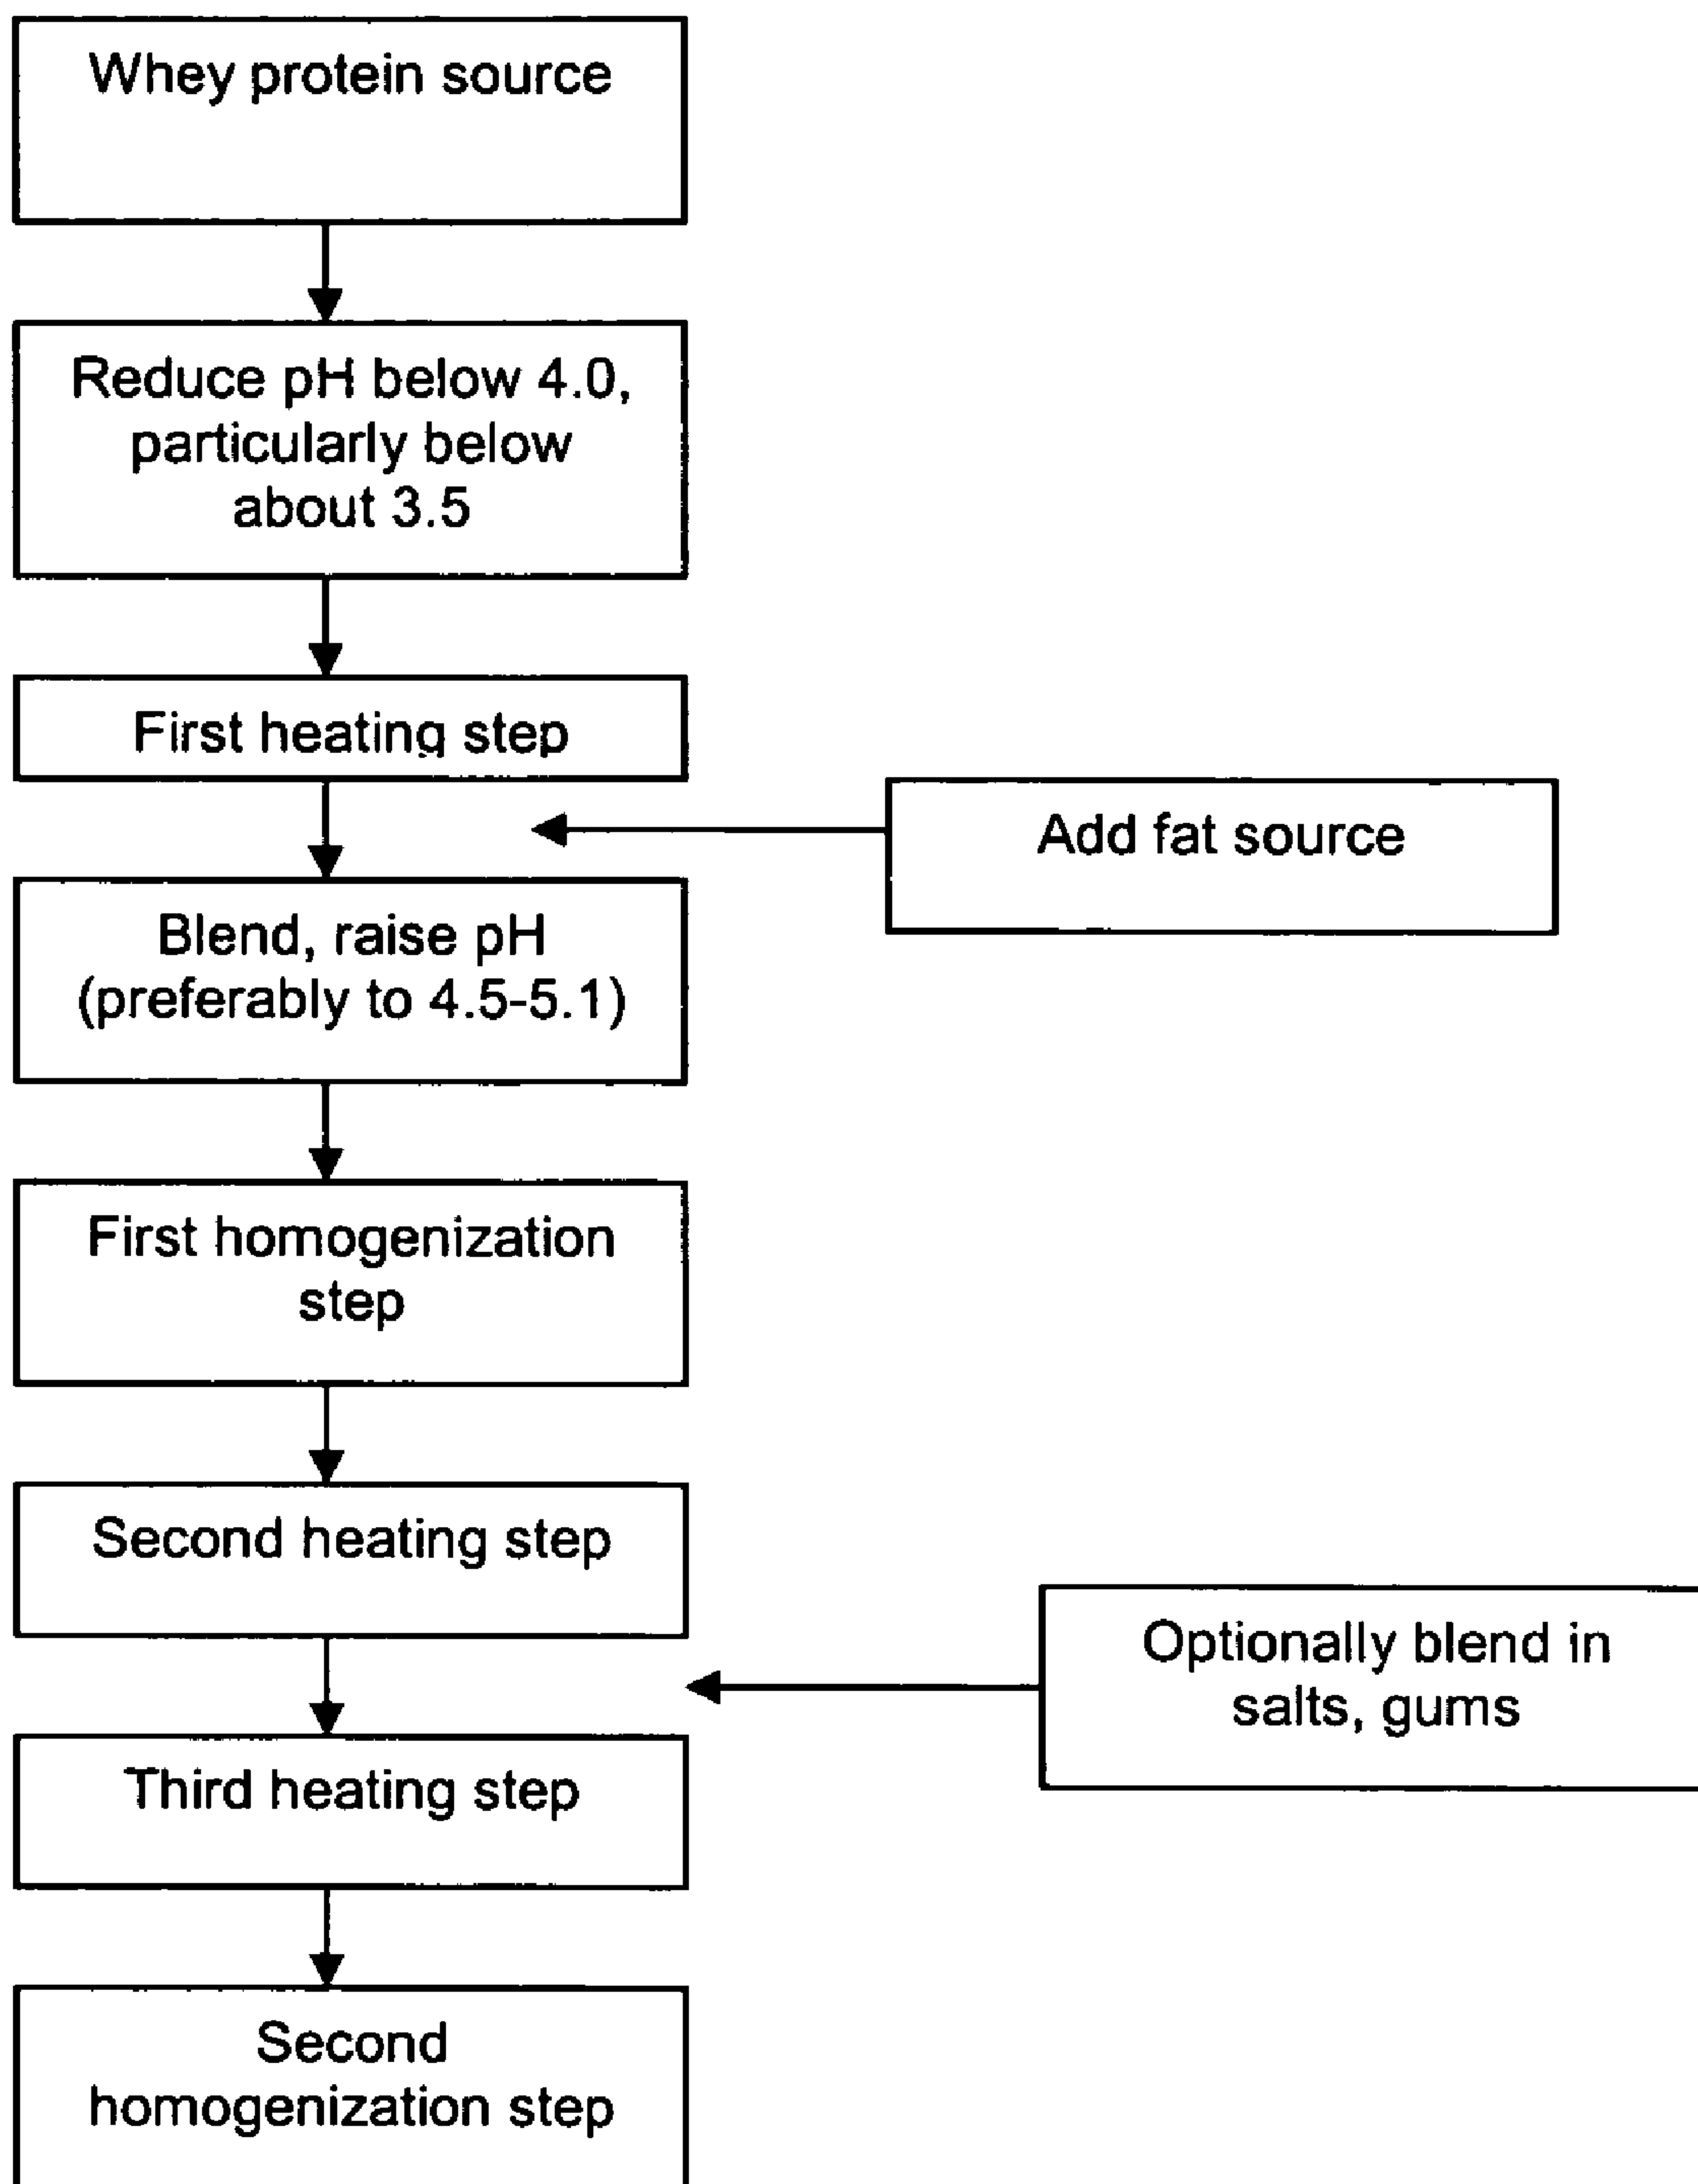 Whey protein source
Reduce pH below 4.0,
particularly below
about 3.5
First heating step
Add fat source
Blend, raise pH
(preferably to 4.5-5.1)
First homogenization
step
Second heating step
Optionally blend in
salts, gums
Third heating step
Second
homogenization step